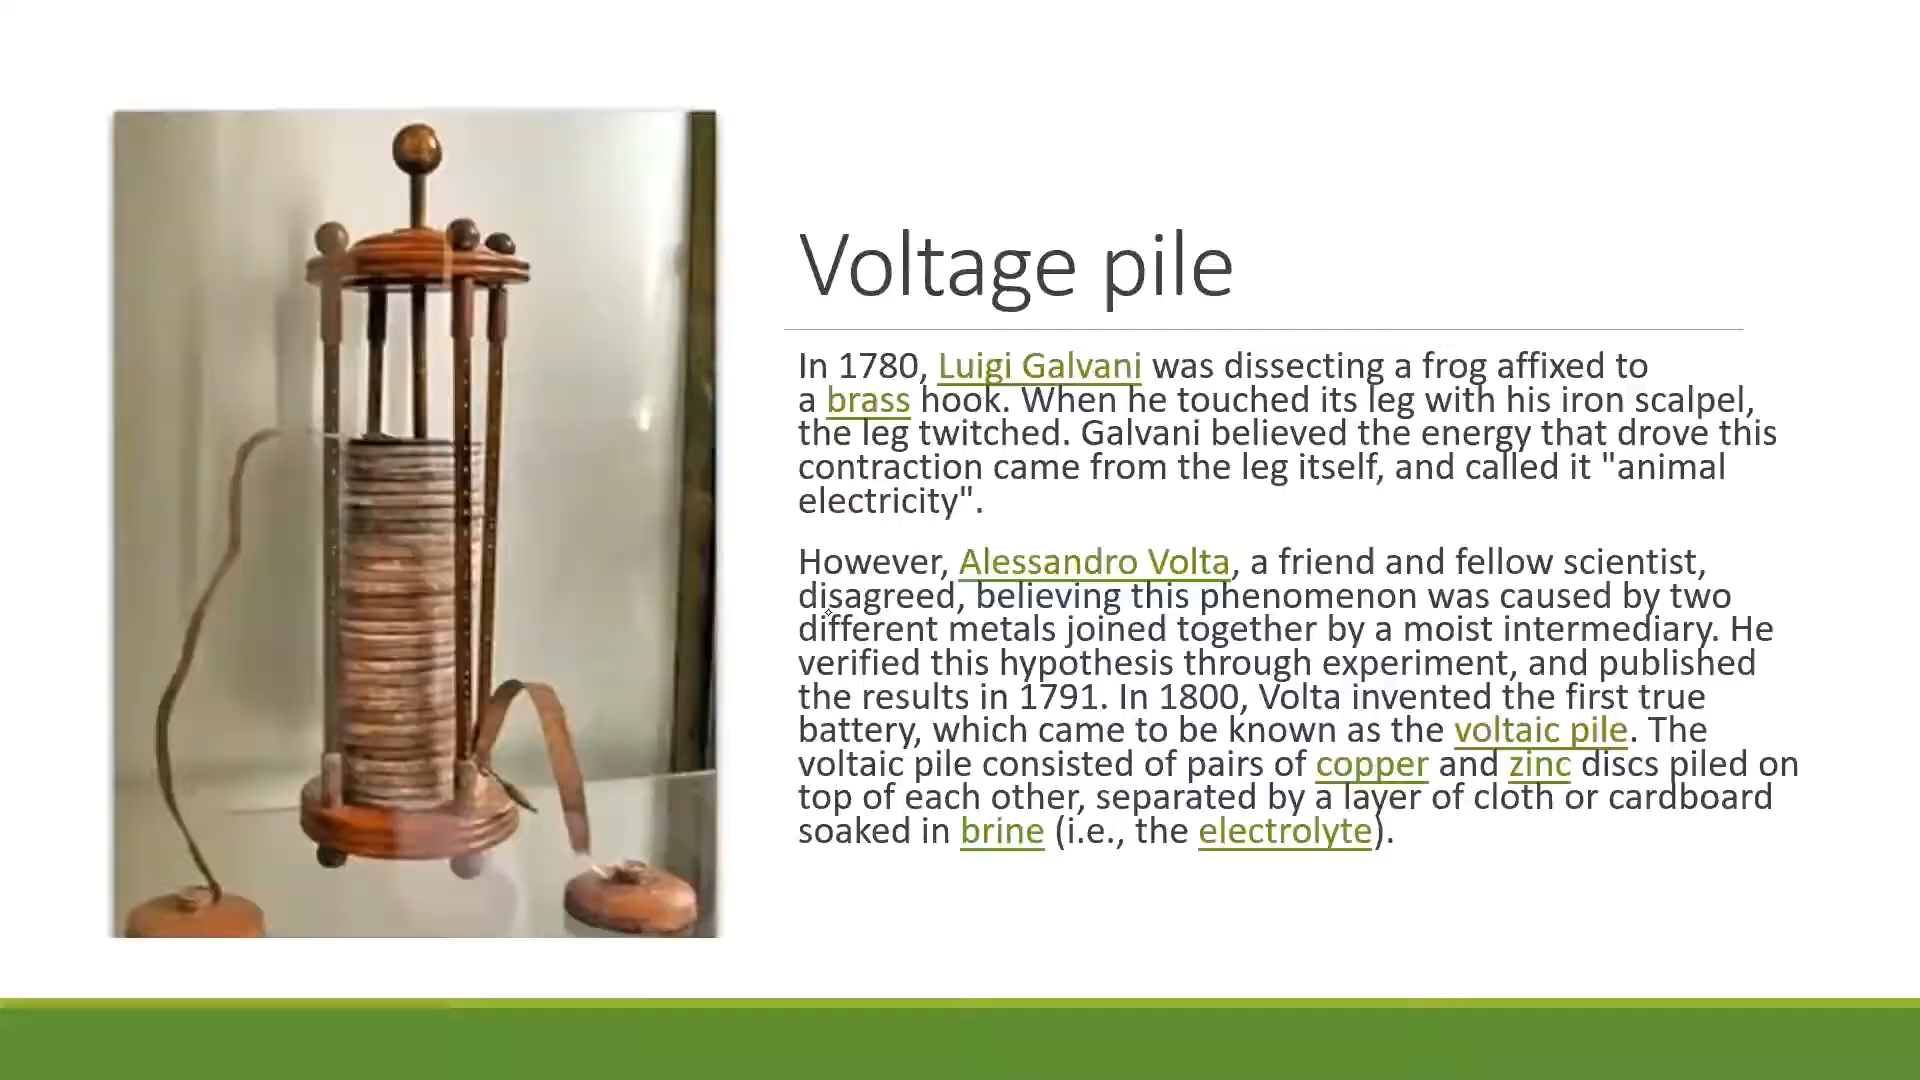 Voltage pile
In 1780, Luigi Galvani was dissecting a frog affixed to
a brass hook. When he touched its leg with his iron scalpel,
the leg twitched. Galvani believed the energy that drove this
contraction came from the leg itself, and called it "animal
electricity".
However, Alessandro Volta, a friend and fellow scientist,
disagreed, believing this phenomenon was caused by two
different metals joined together by a moist intermediary. He
verified this hypothesis through experiment, and published
the results in 1791. In 1800, Volta invented the first true
battery, which came to be known as the voltaic pile. The
voltaic pile consisted of pairs of copper and zinc discs piled on
top of each other, separated by a layer of cloth or cardboard
soaked in brine (i.e., the electrolyte).